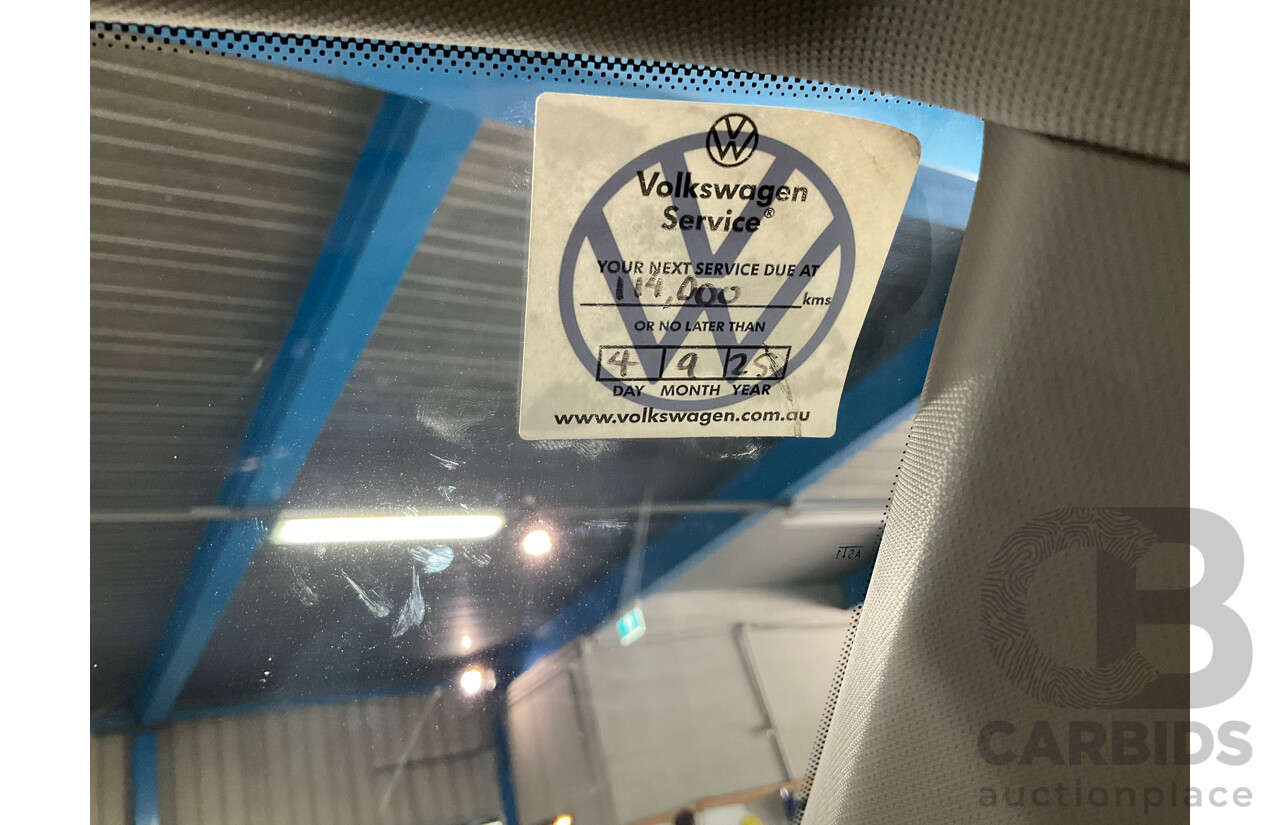 Volkswagen
Service®
YOUR NEXT SERVICE DUE AT
114,000 kms
OR NO LATER THAN
4 9 25
DAY MONTH YEAR
www.volkswagen.com.au
CB
CARBIDS
auctionplace